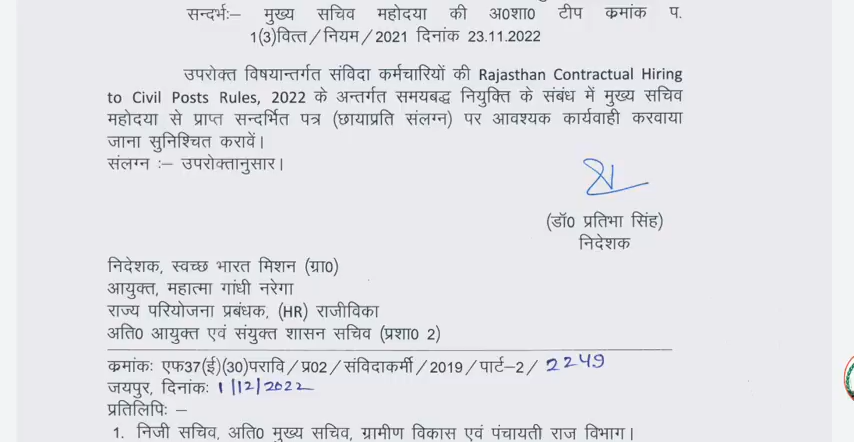 सन्दर्भः– मुख्य सचिव महोदया की अ0शा0 टीप कमांक प.
1(3)वित्त/नियम/2021 दिनांक 23.11.2022
उपरोक्त विषयान्तर्गत संविदा कर्मचारियों की Rajasthan Contractual Hiring
to Civil Posts Rules, 2022 के अन्तर्गत समयबद्ध नियुक्ति के संबंध में मुख्य सचिव
महोदया से प्राप्त सन्दर्भित पत्र (छायाप्रति संलग्न) पर आवश्यक कार्यवाही करवाया
जाना सुनिश्चित करावें।
संलग्न :– उपरोक्तानुसार।
(डॉ0 प्रतिभा सिंह)
निदेशक
निदेशक, स्वच्छ भारत मिशन (ग्रा0)
आयुक्त, महात्मा गांधी नरेगा
राज्य परियोजना प्रबंधक, (HR) राजीविका
अति0 आयुक्त एवं संयुक्त शासन सचिव (प्रशा0 2)
कमांकः एफ37(ई)(30)परावि/प्र02/संविदाकर्मी/2019/पार्ट–2/ 2249
जयपुर, दिनांकः 1/12/2022
प्रतिलिपिः –
1. निजी सचिव, अति0 मुख्य सचिव, ग्रामीण विकास एवं पंचायती राज विभाग।